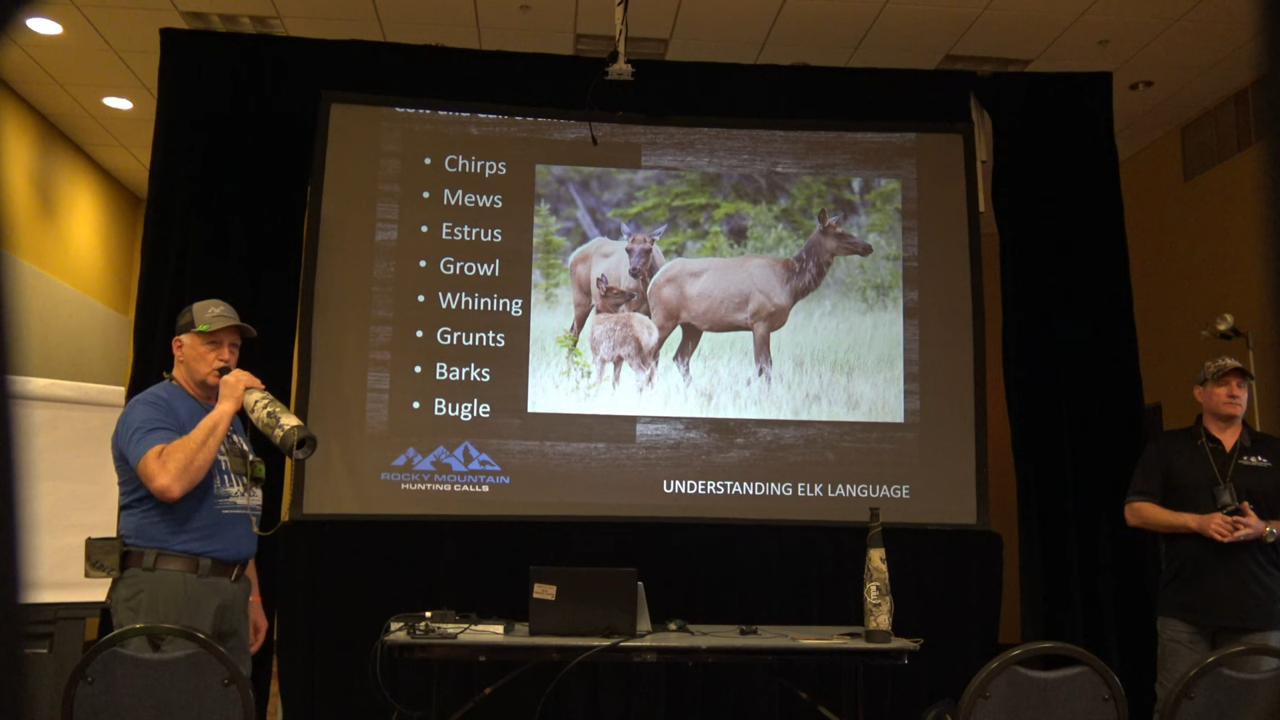 • Chirps
• Mews
• Estrus
• Growl
• Whining
• Grunts
• Barks
• Bugle
ROCKY MOUNTAIN
HUNTING CALLS
UNDERSTANDING ELK LANGUAGE